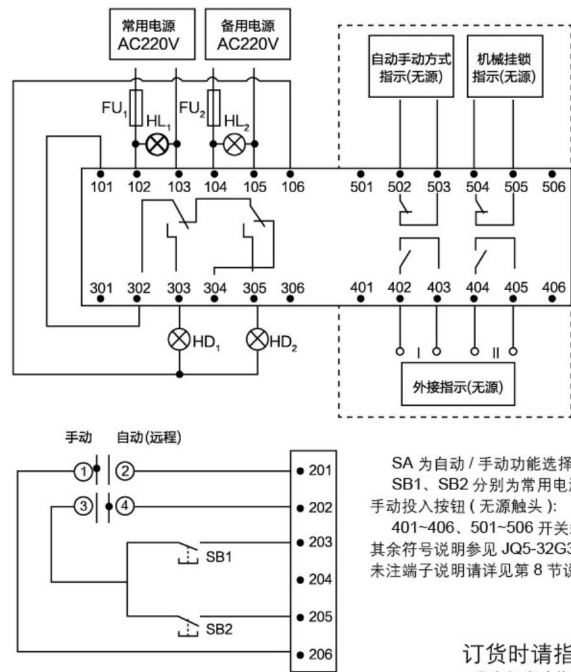 常用电源
AC220V
备用电源
AC220V
自动手动方式
指示(无源)
机械挂锁
指示(无源)
FU1 HL1 FU2 HL2
101 102 103 104 105 106 501 502 503 504 505 506
301 302 303 304 305 306 401 402 403 404 405 406
HD1 HD2
I II
外接指示(无源)
手动 自动(远程)
1 2 201
3 4 202
203
SB1
204
205
SB2
206
SA 为自动 / 手动功能选择
SB1、SB2 分别为常用电
手动投入按钮 ( 无源触头 ):
401~406、501~506 开关
其余符号说明参见 JQ5-32G3
未注端子说明请详见第 8 节说
订货时请指